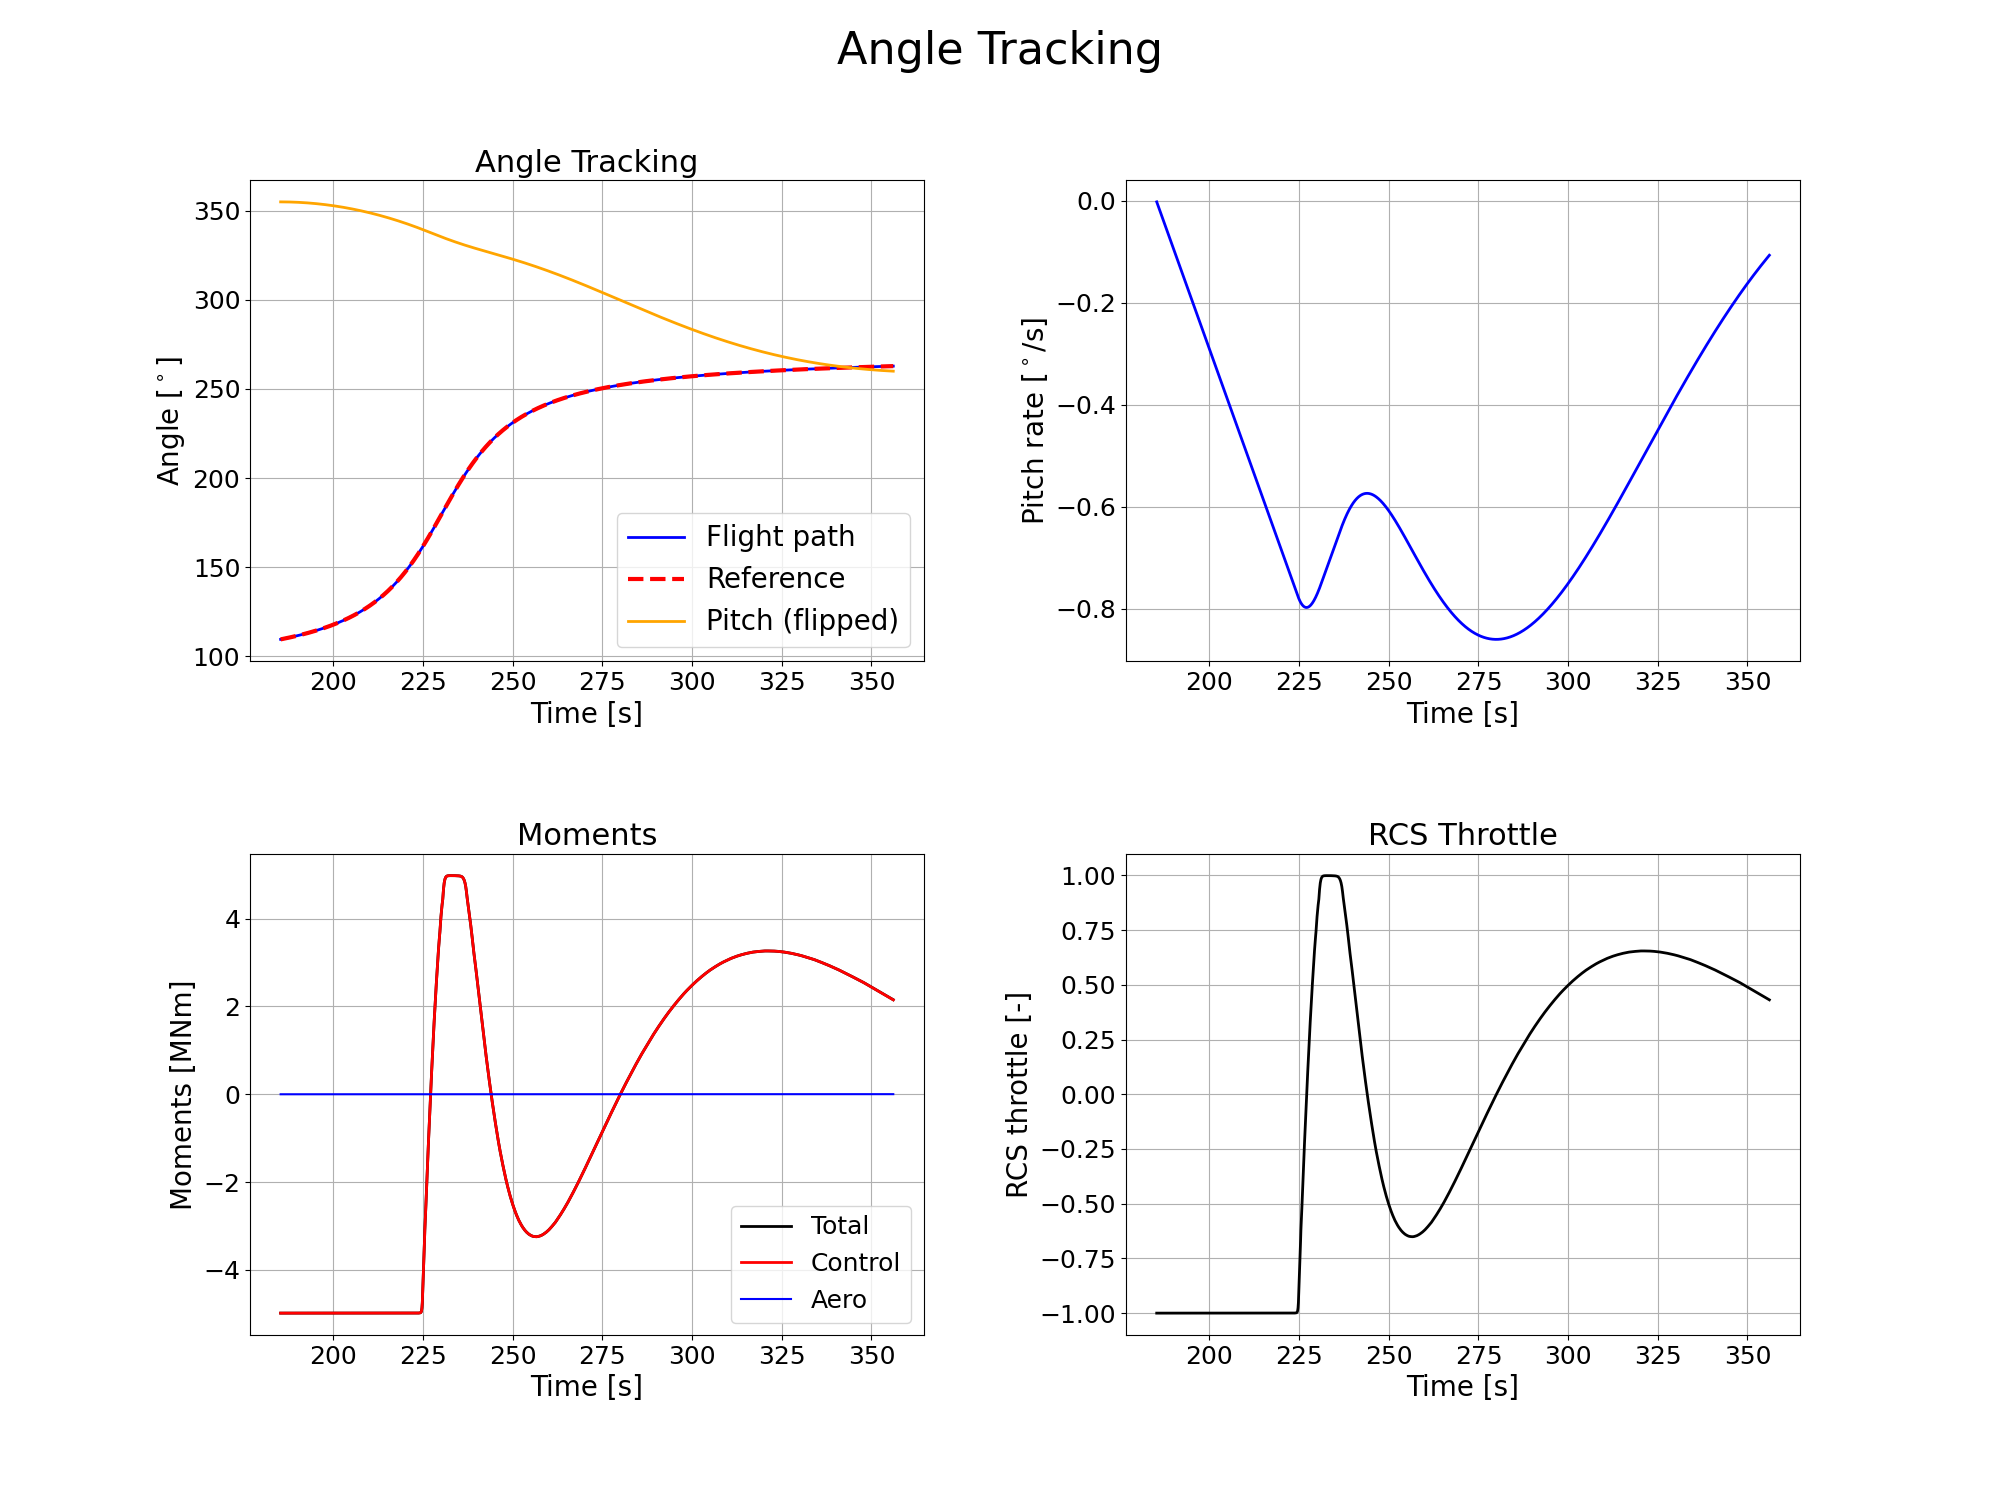 Angle Tracking
Angle Tracking
350
300
250
200
150
100
Angle [°]
Flight path
Reference
Pitch (flipped)
200 225 250 275 300 325 350
Time [s]
0.0
−0.2
−0.4
−0.6
−0.8
Pitch rate [°/s]
200 225 250 275 300 325 350
Time [s]
Moments
4
2
0
−2
−4
Moments [MNm]
Total
Control
Aero
200 225 250 275 300 325 350
Time [s]
RCS Throttle
1.00
0.75
0.50
0.25
0.00
−0.25
−0.50
−0.75
−1.00
RCS throttle [-]
200 225 250 275 300 325 350
Time [s]